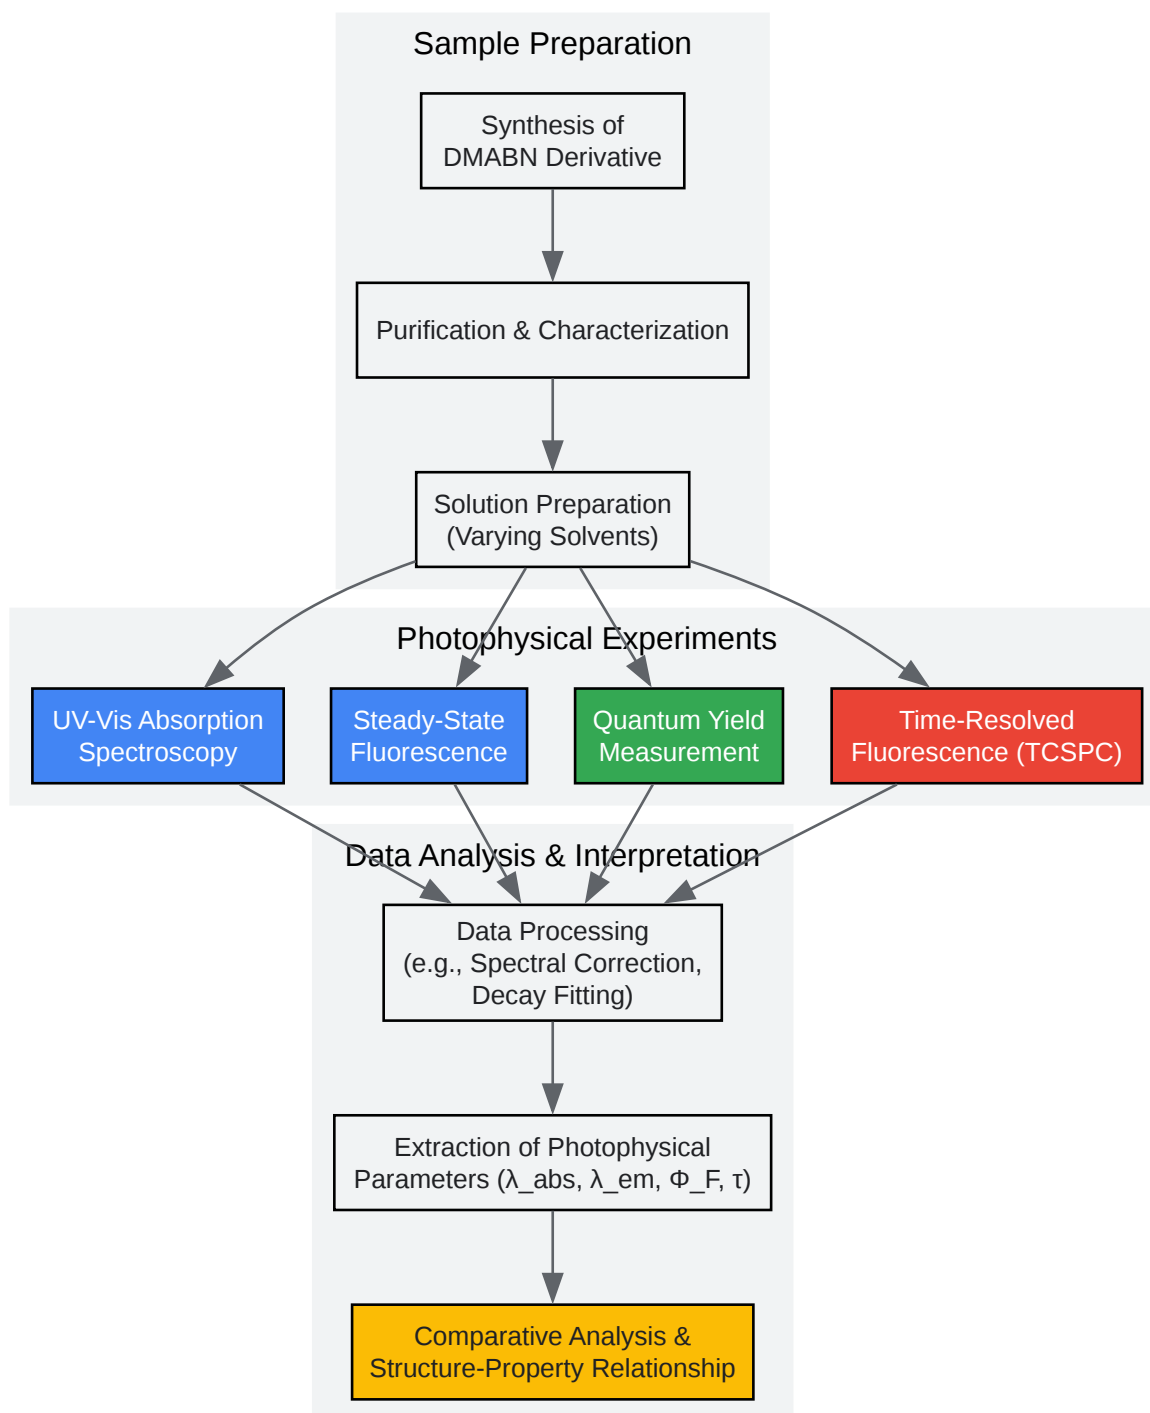 Sample Preparation
Synthesis of
DMABN Derivative
Purification & Characterization
Solution Preparation
(Varying Solvents)
Photophysical Experiments
UV-Vis Absorption
Spectroscopy
Steady-State
Fluorescence
Quantum Yield
Measurement
Time-Resolved
Fluorescence (TCSPC)
Data Analysis & Interpretation
Data Processing
(e.g., Spectral Correction,
Decay Fitting)
Extraction of Photophysical
Parameters (λ_abs, λ_em, Φ_F, τ)
Comparative Analysis &
Structure-Property Relationship